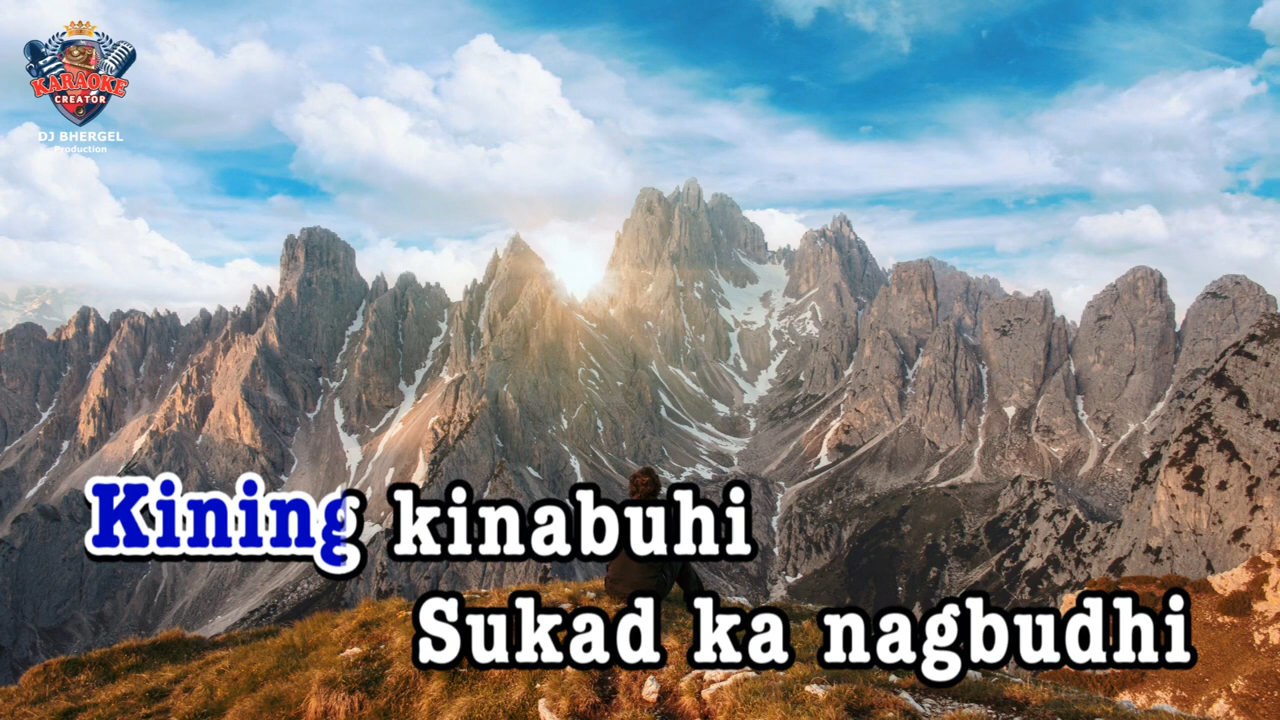 KARAOKE
CREATOR
DJ BHERGEL
Production
Kining kinabuhi
Sukad ka nagbudhi